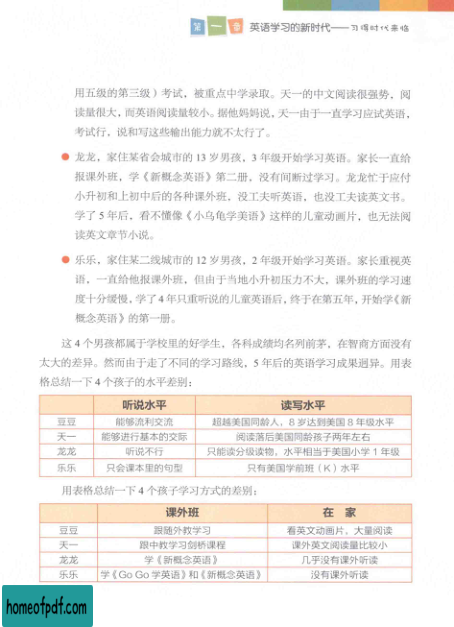 第一章 英语学习的新时代——习得时代来临
用五级的第三级）考试，被重点中学录取。天一的中文阅读很强势，阅
读量很大，而英语阅读量较小。据他妈妈说，天一由于一直学习应试英语，
考试行，说和写这些输出能力就不太行了。
● 龙龙，家住某省会城市的 13 岁男孩，3 年级开始学习英语。家长一直给
报课外班，学《新概念英语》第二册，没有间断过学习。龙龙忙于应付
小升初和上初中后的各种课外班，没工夫听英语，也没工夫读英文书。
学了 5 年后，看不懂像《小乌龟学美语》这样的儿童动画片，也无法阅
读英文章节小说。
● 乐乐，家住某二线城市的 12 岁男孩，2 年级开始学习英语。家长重视英
语，一直给他报课外班，但由于当地小升初压力不大，课外班的学习速
度十分缓慢，学了 4 年只重听说的儿童英语后，终于在第五年，开始学《新
概念英语》的第一册。
这 4 个男孩都属于学校里的好学生，各科成绩均名列前茅，在智商方面没有
太大的差异。然而由于走了不同的学习路线，5 年后的英语学习成果迥异。用表
格总结一下 4 个孩子的水平差别：
听说水平 读写水平
豆豆 能够流利交流 超越美国同龄人，8 岁达到美国 8 年级水平
天一 能够进行基本的交际 阅读落后美国同龄孩子两年左右
龙龙 听说不行 只能读分级读物，水平相当于美国小学 1 年级
乐乐 只会课本里的句型 只有美国学前班（K）水平
用表格总结一下 4 个孩子学习方式的差别：
课外班 在 家
豆豆 跟随外教学习 看英文动画片，大量阅读
天一 跟中教学习剑桥课程 课外英文阅读量比较小
龙龙 学《新概念英语》 几乎没有课外听读
乐乐 学《Go Go 学英语》和《新概念英语》 没有课外听读
homeofpdf.com